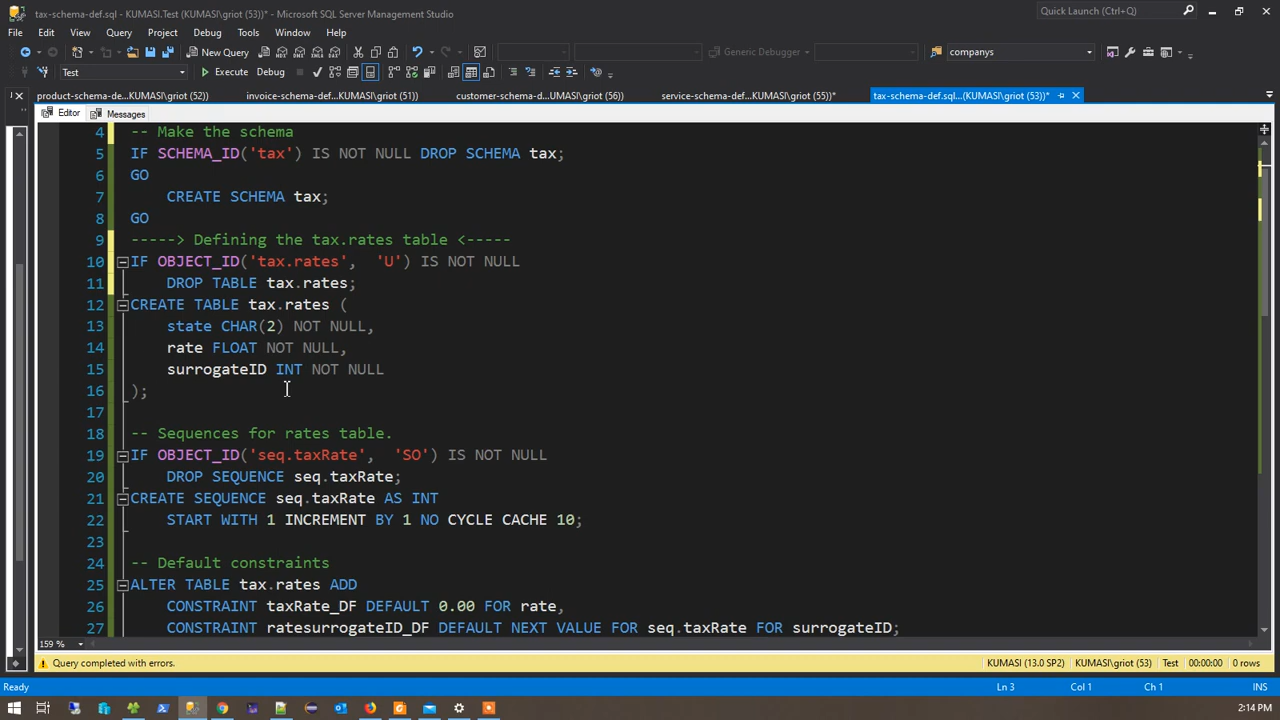 tax-schema-def.sql - KUMASI.Test (KUMASI\griot (53))* - Microsoft SQL Server Management Studio
Quick Launch (Ctrl+Q)
File Edit View Query Project Debug Tools Window Help
New Query
Generic Debugger
companys
Test
Execute Debug
product-schema-de...KUMASI\griot (52)) invoice-schema-def...KUMASI\griot (51)) customer-schema-d...UMASI\griot (56)) service-schema-def...KUMASI\griot (55))* tax-schema-def.sql...(KUMASI\griot (53))*
Editor Messages
4 -- Make the schema
5 IF SCHEMA_ID('tax') IS NOT NULL DROP SCHEMA tax;
6 GO
7 CREATE SCHEMA tax;
8 GO
9 -----> Defining the tax.rates table <-----
10 IF OBJECT_ID('tax.rates', 'U') IS NOT NULL
11 DROP TABLE tax.rates;
12 CREATE TABLE tax.rates (
13 state CHAR(2) NOT NULL,
14 rate FLOAT NOT NULL,
15 surrogateID INT NOT NULL
16 );
17
18 -- Sequences for rates table.
19 IF OBJECT_ID('seq.taxRate', 'SO') IS NOT NULL
20 DROP SEQUENCE seq.taxRate;
21 CREATE SEQUENCE seq.taxRate AS INT
22 START WITH 1 INCREMENT BY 1 NO CYCLE CACHE 10;
23
24 -- Default constraints
25 ALTER TABLE tax.rates ADD
26 CONSTRAINT taxRate_DF DEFAULT 0.00 FOR rate,
27 CONSTRAINT ratesurrogateID_DF DEFAULT NEXT VALUE FOR seq.taxRate FOR surrogateID;
159 %
Query completed with errors. KUMASI (13.0 SP2) KUMASI\griot (53) Test 00:00:00 0 rows
Ready Ln 3 Col 1 Ch 1 INS
2:14 PM